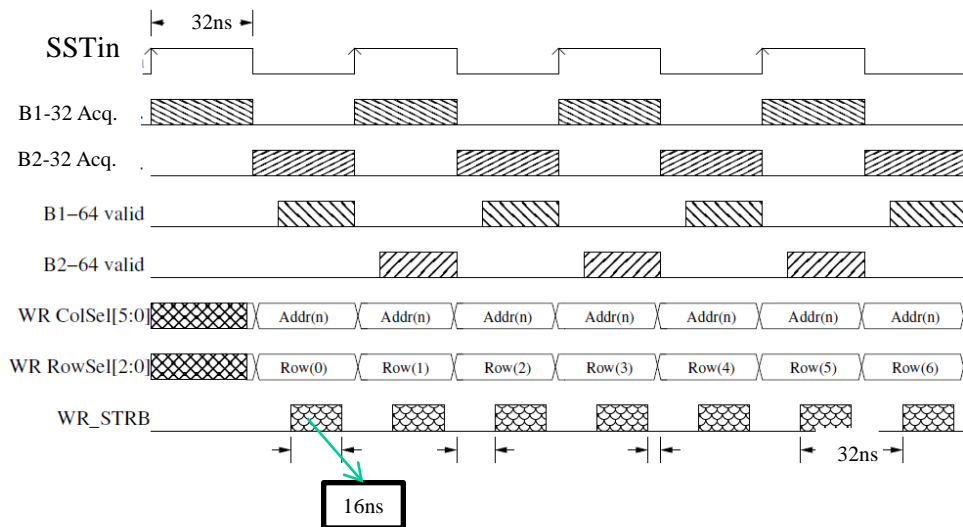 32ns
SSTin
B1-32 Acq.
B2-32 Acq.
B1–64 valid
B2–64 valid
WR ColSel[5:0] Addr(n) Addr(n) Addr(n) Addr(n) Addr(n) Addr(n) Addr(n)
WR RowSel[2:0] Row(0) Row(1) Row(2) Row(3) Row(4) Row(5) Row(6)
WR_STRB
32ns
16ns